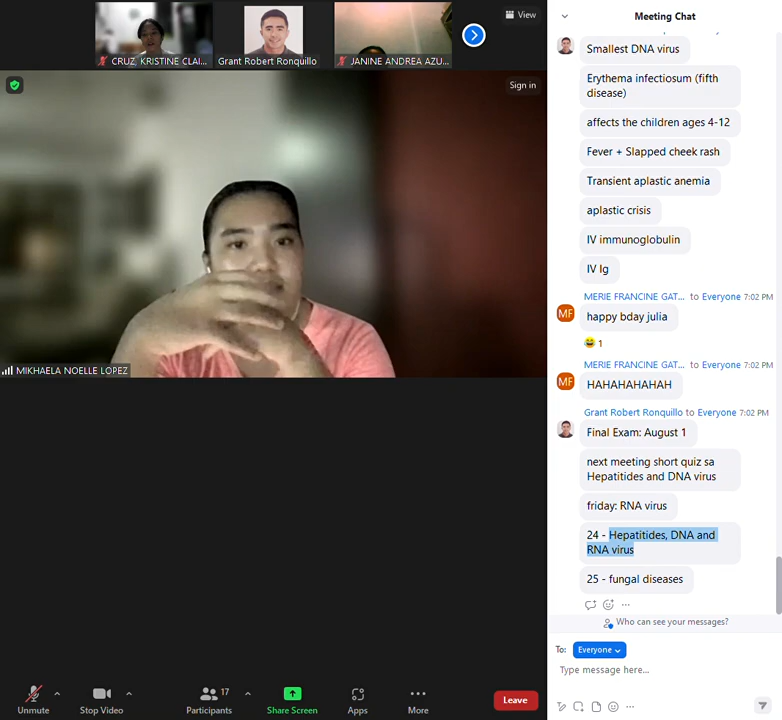 View
CRUZ, KRISTINE CLAI...
Grant Robert Ronquillo
JANINE ANDREA AZU...
Sign in
MIKHAELA NOELLE LOPEZ
Unmute
Stop Video
Participants
17
Share Screen
Apps
More
Leave
Meeting Chat
Smallest DNA virus
Erythema infectiosum (fifth
disease)
affects the children ages 4-12
Fever + Slapped cheek rash
Transient aplastic anemia
aplastic crisis
IV immunoglobulin
IV Ig
MERIE FRANCINE GAT... to Everyone 7:02 PM
MF
happy bday julia
1
MERIE FRANCINE GAT... to Everyone 7:02 PM
MF
HAHAHAHAHAH
Grant Robert Ronquillo to Everyone 7:02 PM
Final Exam: August 1
next meeting short quiz sa
Hepatitides and DNA virus
friday: RNA virus
24 - Hepatitides, DNA and
RNA virus
25 - fungal diseases
Who can see your messages?
To: Everyone
Type message here...